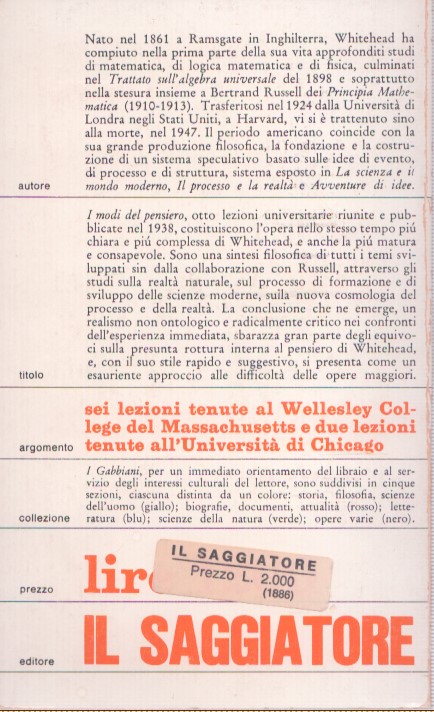 Nato nel 1861 a Ramsgate in Inghilterra, Whitehead ha
compiuto nella prima parte della sua vita approfonditi studi
di matematica, di logica matematica e di fisica, culminati
nel Trattato sull'algebra universale del 1898 e soprattutto
nella stesura insieme a Bertrand Russell dei Principia Mathe-
matica (1910-1913). Trasferitosi nel 1924 dalla Università di
Londra negli Stati Uniti, a Harvard, vi si è trattenuto sino
alla morte, nel 1947. Il periodo americano coincide con la
sua grande produzione filosofica, la fondazione e la costru-
zione di un sistema speculativo basato sulle idee di evento,
di processo e di struttura, sistema esposto in La scienza e il
autore mondo moderno, Il processo e la realtà e Avventure di idee.
I modi del pensiero, otto lezioni universitarie riunite e pub-
blicate nel 1938, costituiscono l'opera nello stesso tempo piú
chiara e piú complessa di Whitehead, e anche la piú matura
e consapevole. Sono una sintesi filosofica di tutti i temi svi-
luppati sin dalla collaborazione con Russell, attraverso gli
studi sulla realtà naturale, sul processo di formazione e di
sviluppo delle scienze moderne, sulla nuova cosmologia del
processo e della realtà. La conclusione che ne emerge, un
realismo non ontologico e radicalmente critico nei confronti
dell'esperienza immediata, sbarazza gran parte degli equivo-
ci sulla presunta rottura interna al pensiero di Whitehead,
e, con il suo stile rapido e suggestivo, si presenta come un
titolo esauriente approccio alle difficoltà delle opere maggiori.
sei lezioni tenute al Wellesley Col-
lege del Massachusetts e due lezioni
argomento tenute all'Università di Chicago
I Gabbiani, per un immediato orientamento del libraio e al ser-
vizio degli interessi culturali del lettore, sono suddivisi in cinque
sezioni, ciascuna distinta da un colore: storia, filosofia, scienze
dell'uomo (giallo); biografie, documenti, attualità (rosso); lette-
collezione ratura (blu); scienze della natura (verde); opere varie (nero).
prezzo lire
IL SAGGIATORE
Prezzo L. 2.000
(1886)
editore IL SAGGIATORE